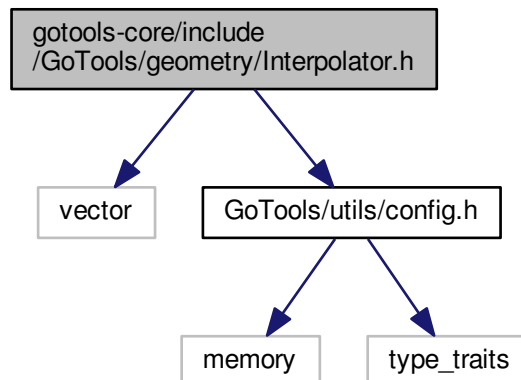 gotools-core/include
/GoTools/geometry/Interpolator.h
vector
GoTools/utils/config.h
memory
type_traits